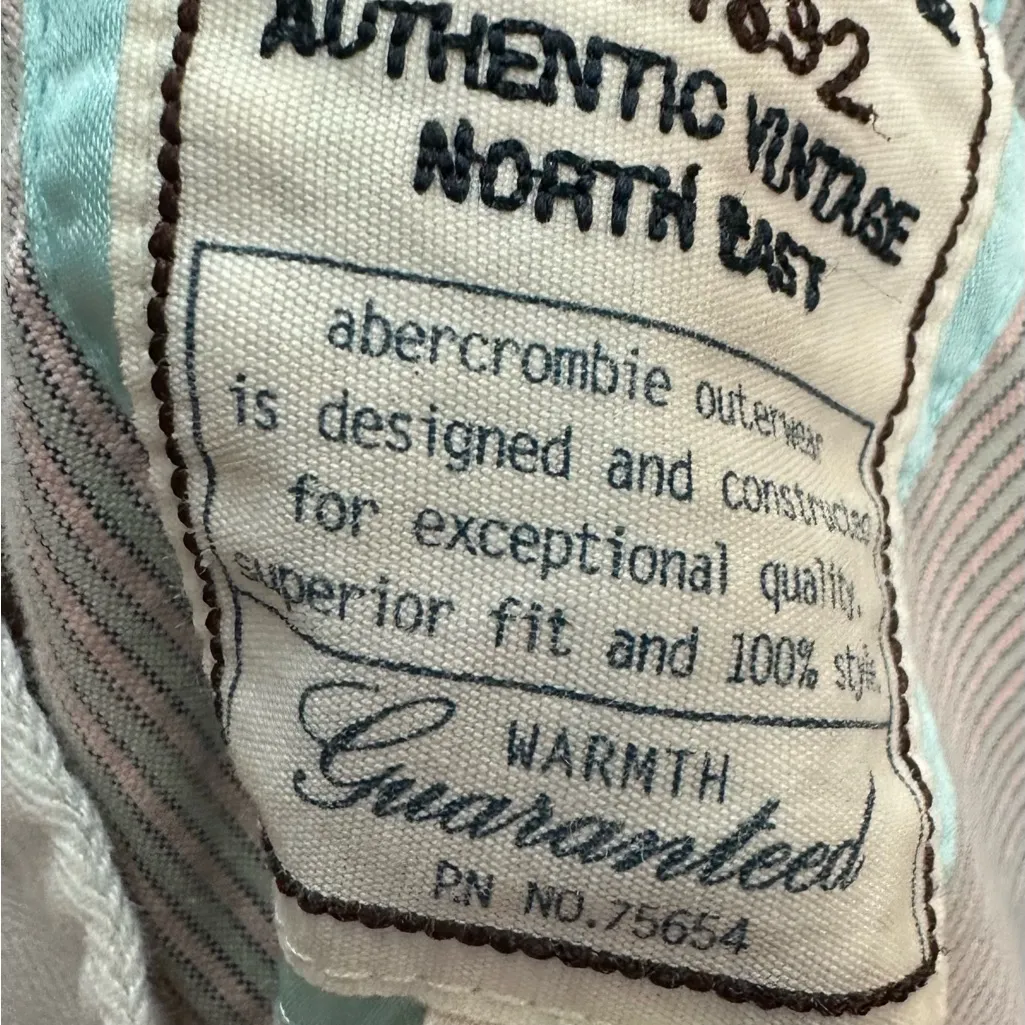 1892
AUTHENTIC VINTAGE
NORTH EAST
abercrombie outerwear
is designed and constructed
for exceptional quality,
superior fit and 100% style.
WARMTH
Guaranteed
P.N NO.75654